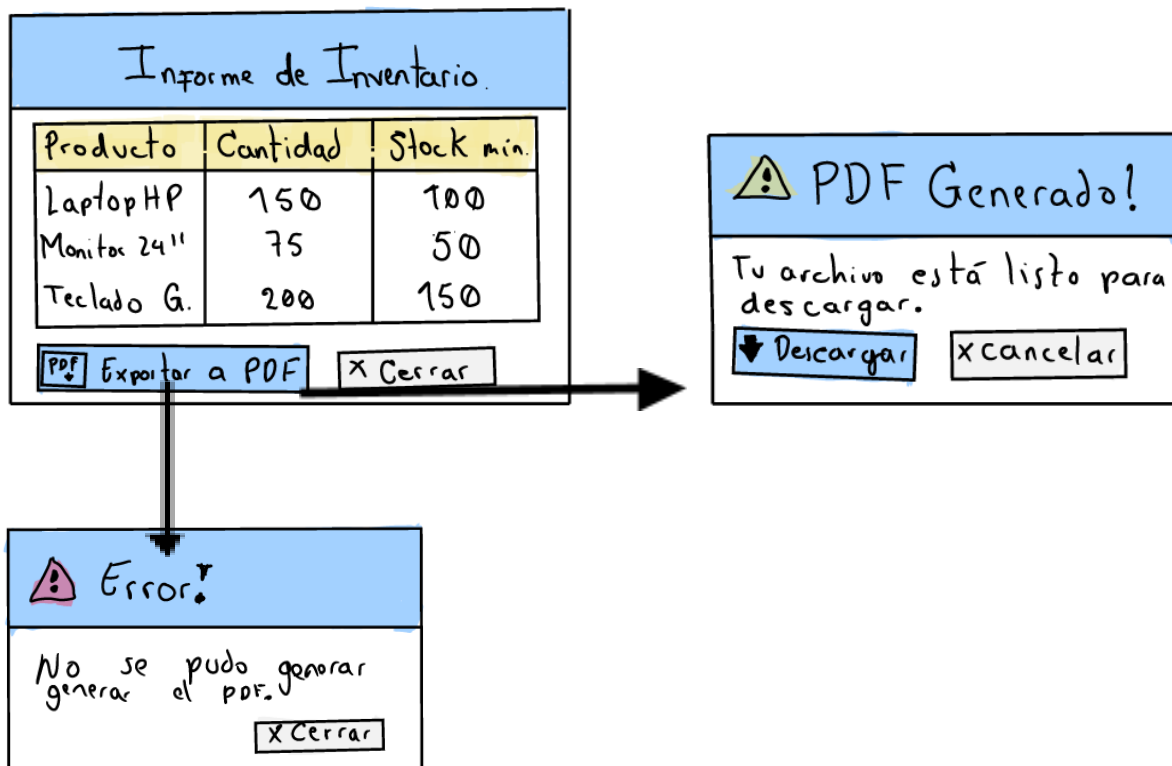 Informe de Inventario.
Producto Cantidad Stock min.
Laptop HP 150 100
Monitor 24" 75 50
Teclado G. 200 150
PDF Exportar a PDF X Cerrar
! PDF Generado!
Tu archivo está listo para
descargar.
Descargar X cancelar
! Error!
No se pudo generar
generar el PDF.
X Cerrar